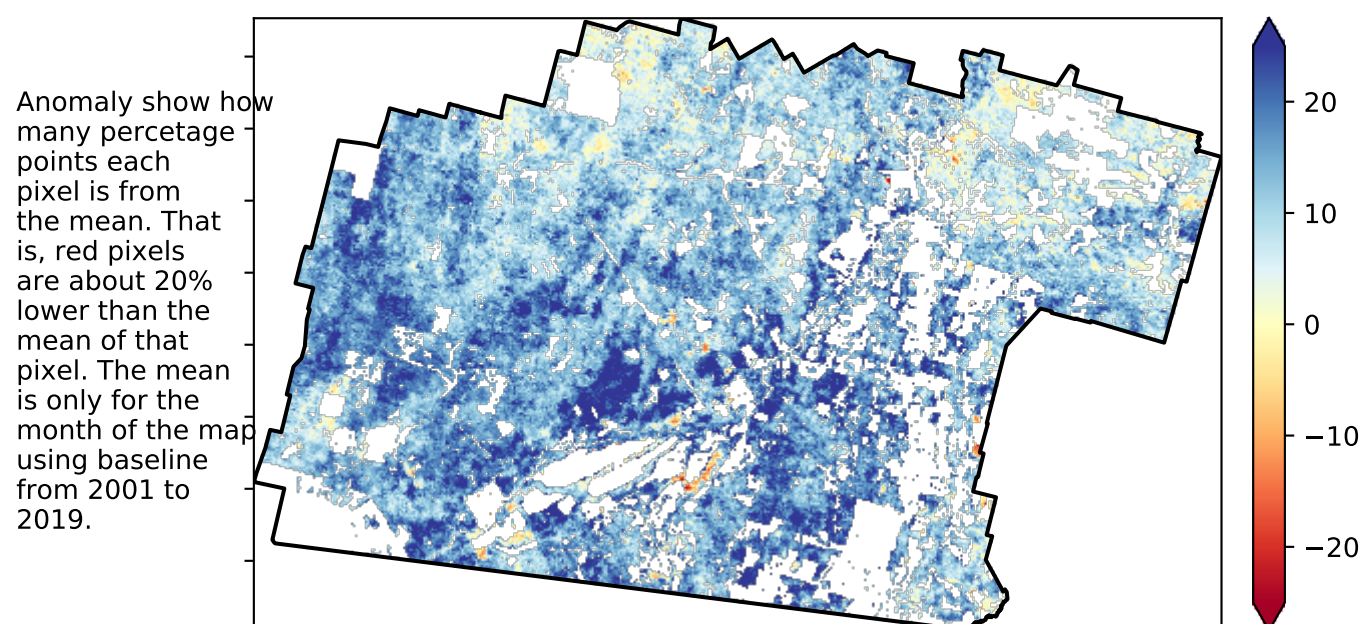 Anomaly show how
many percetage
points each
pixel is from
the mean. That
is, red pixels
are about 20%
lower than the
mean of that
pixel. The mean
is only for the
month of the map
using baseline
from 2001 to
2019.
20
10
0
−10
−20